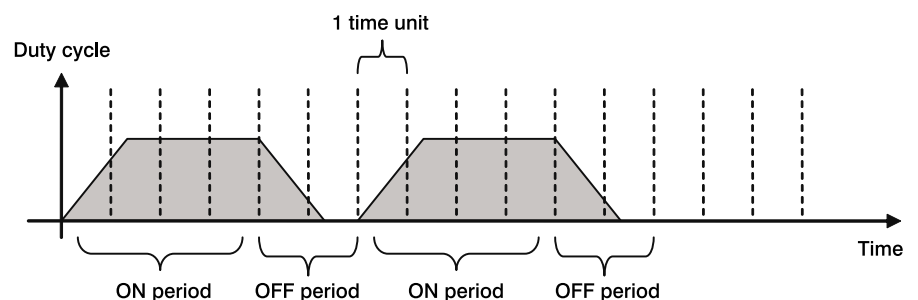 1 time unit
Duty cycle
Time
ON period
OFF period
ON period
OFF period